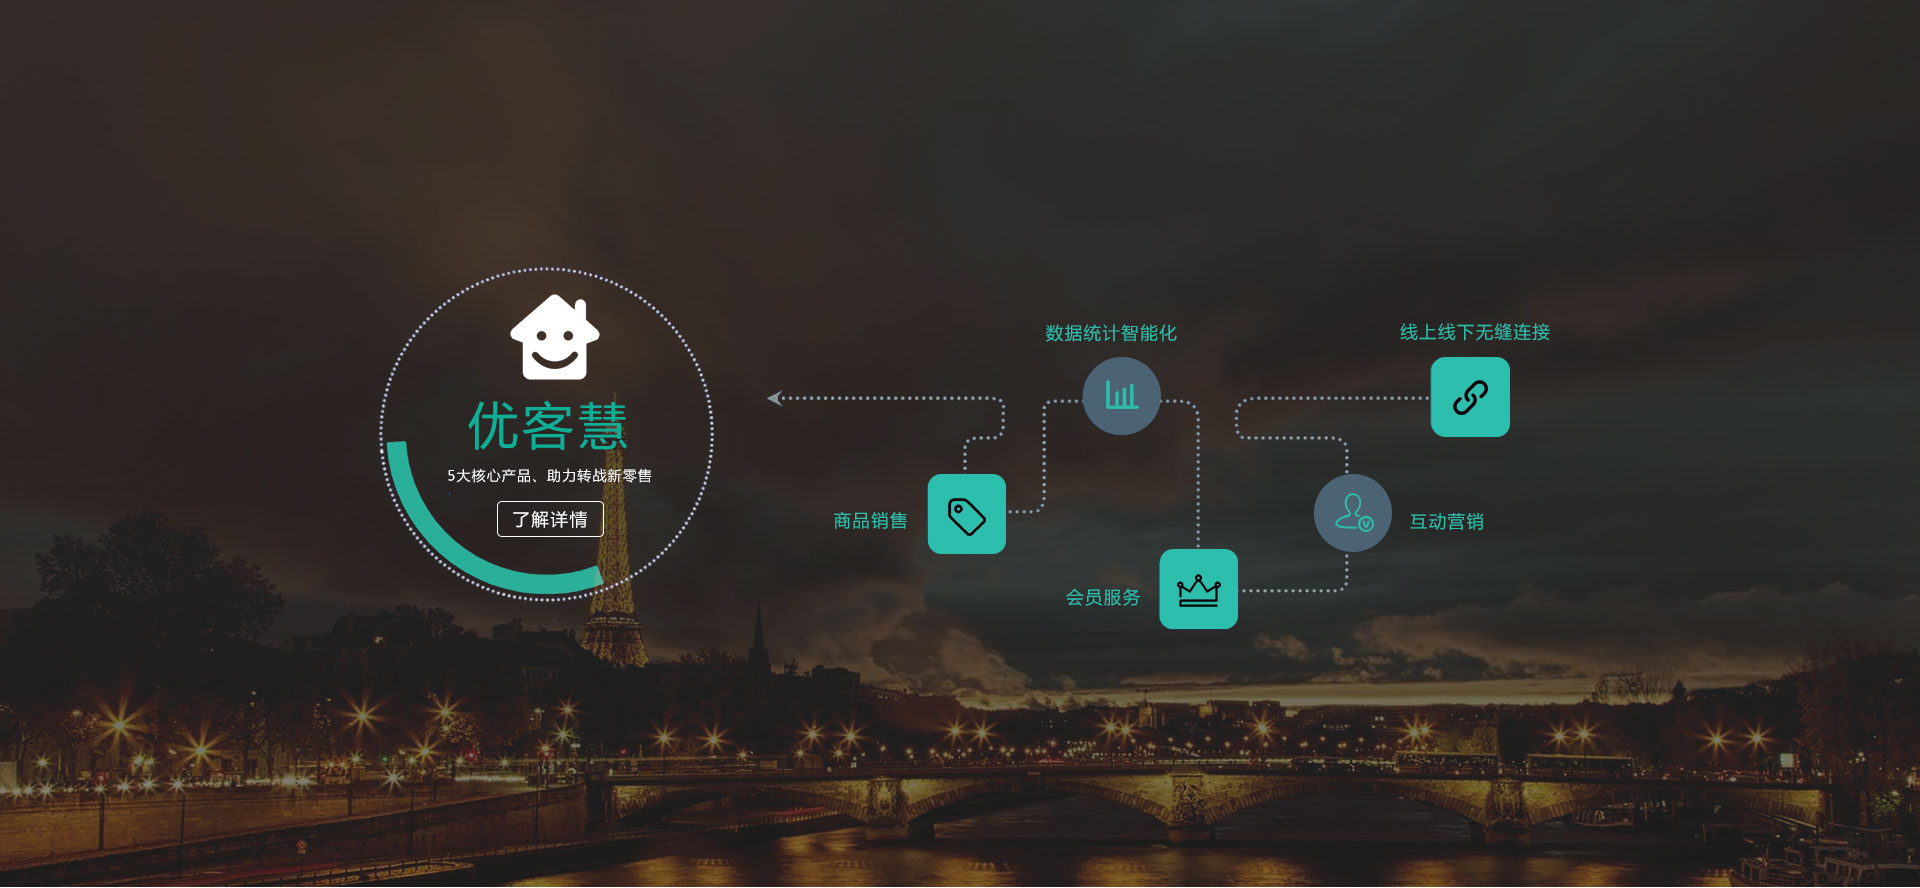 优客慧
5大核心产品、助力转战新零售
了解详情
数据统计智能化
线上线下无缝连接
商品销售
互动营销
会员服务